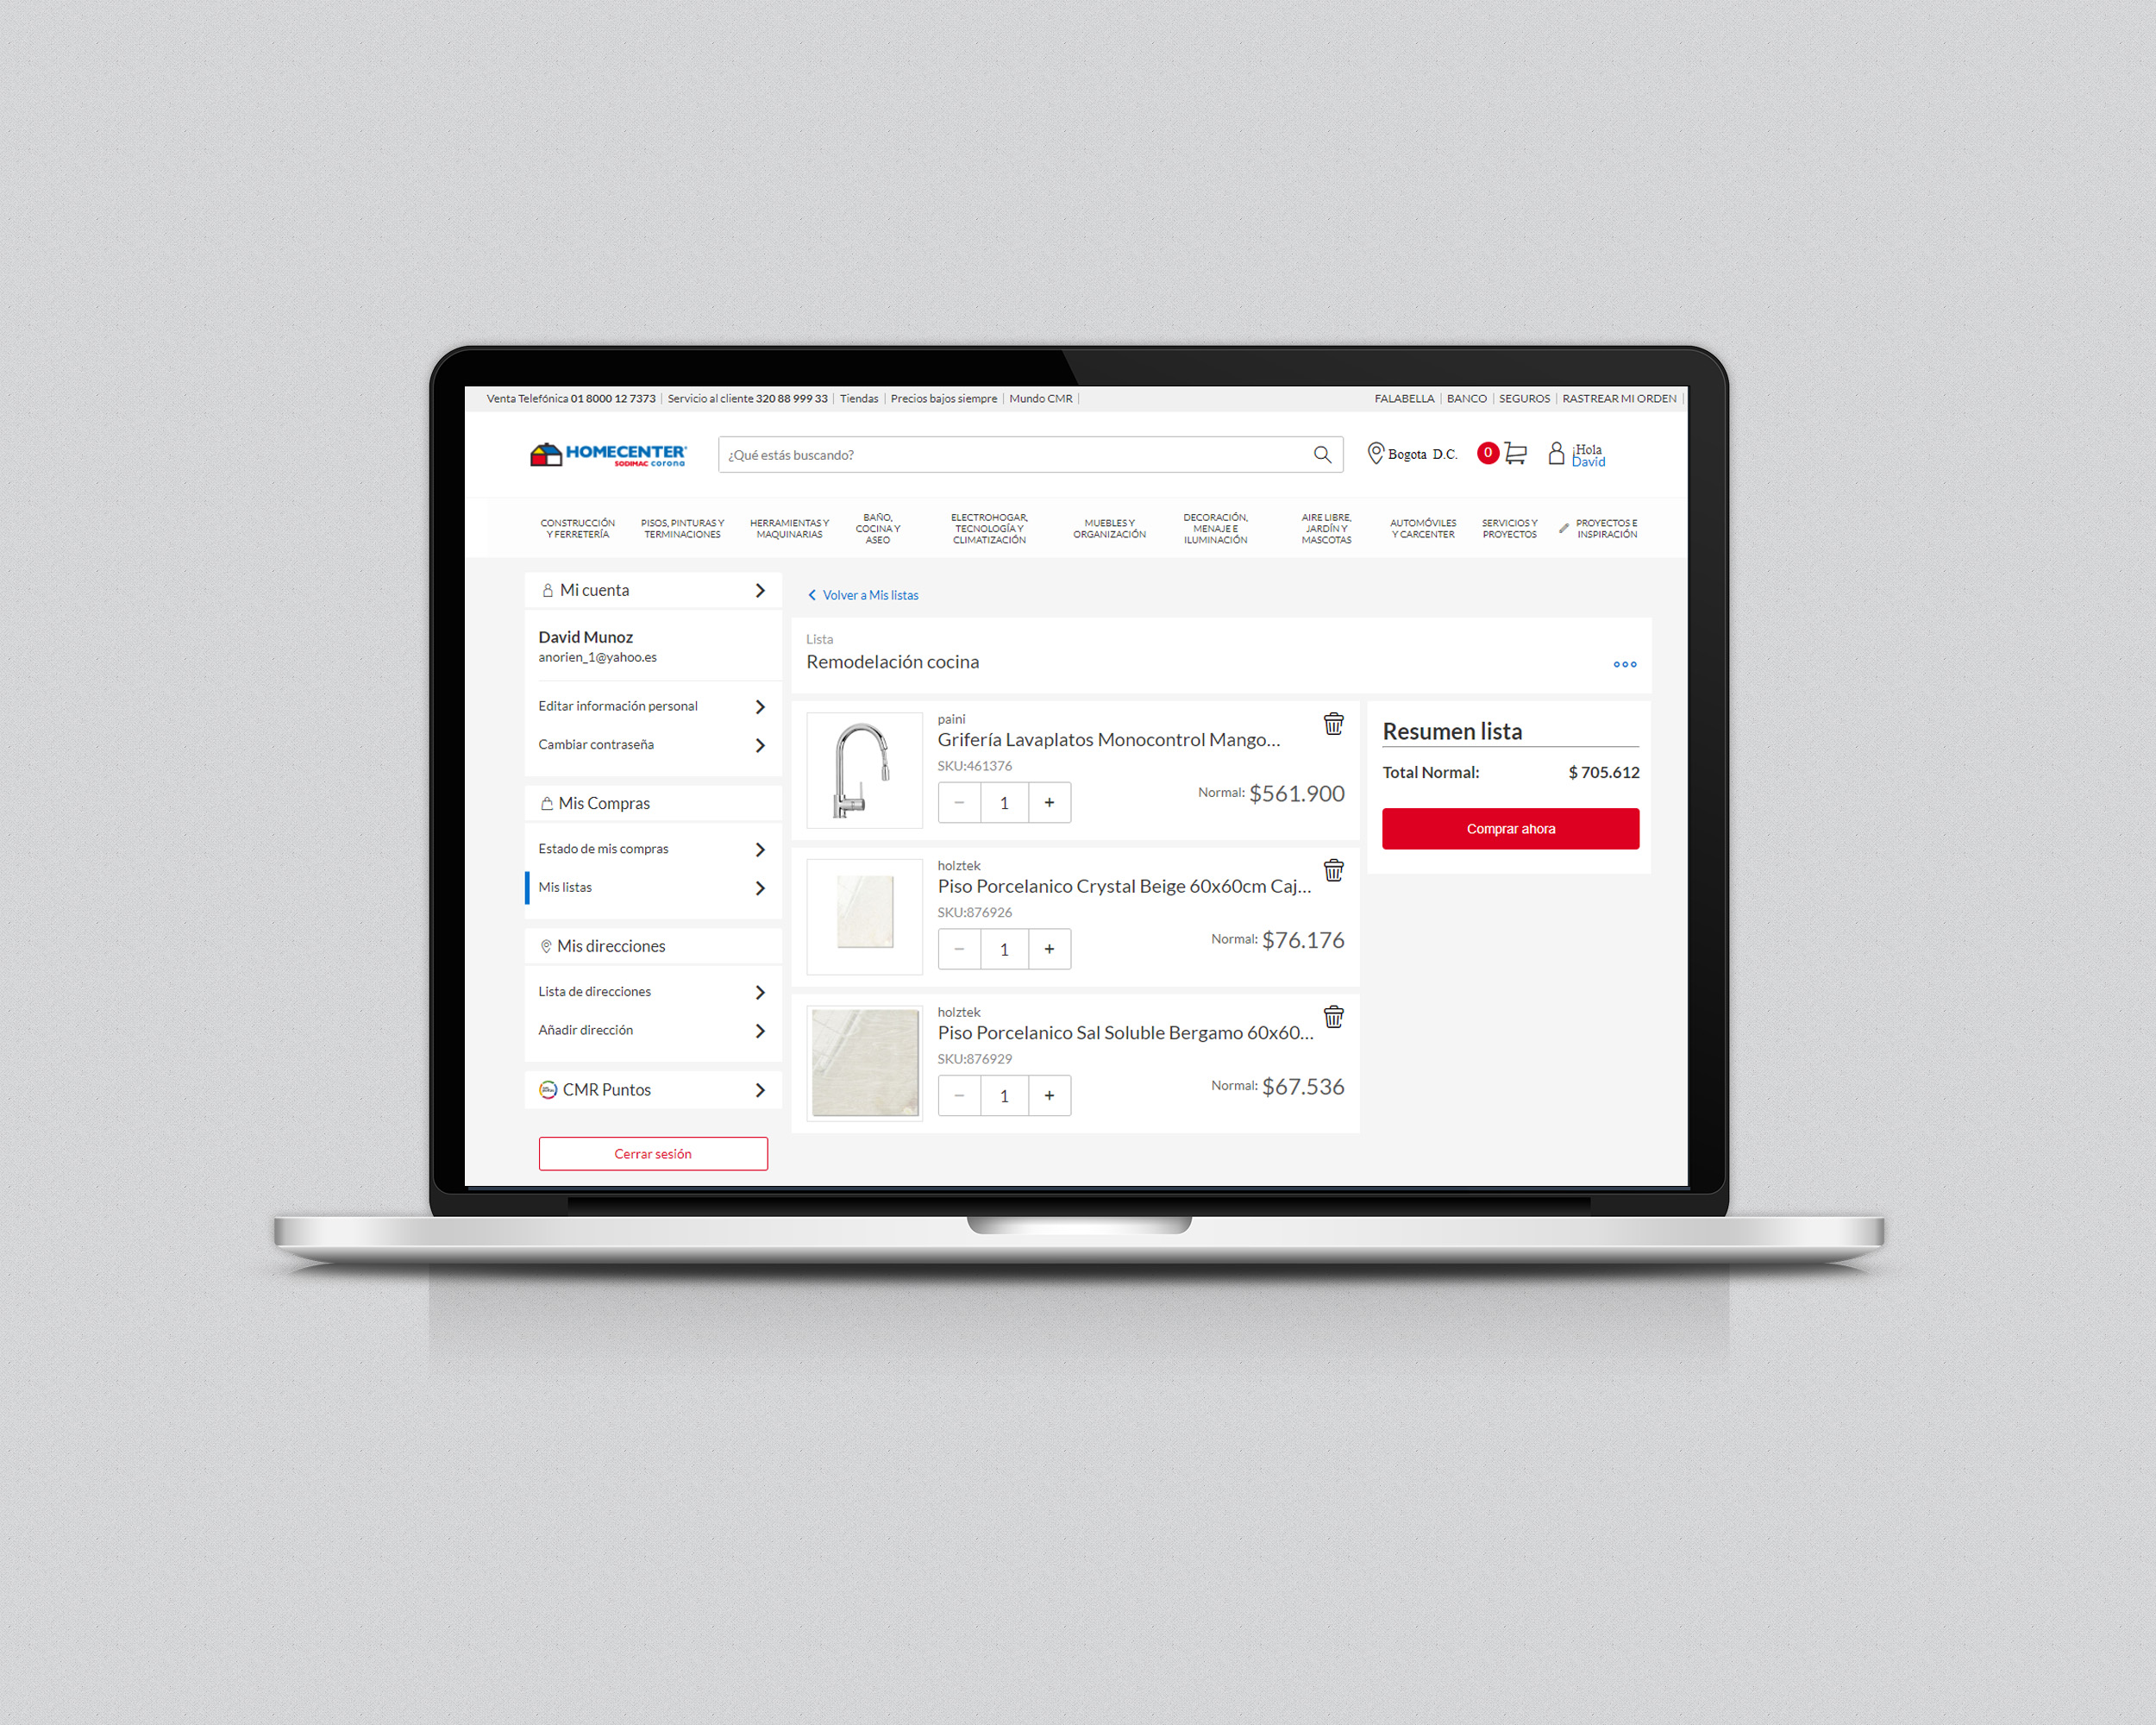 Venta Telefónica 01 8000 12 7373 | Servicio al cliente 320 88 999 33 | Tiendas | Precios bajos siempre | Mundo CMR |
FALABELLA | BANCO | SEGUROS | RASTREAR MI ORDEN |
HOMECENTER
SODIMAC corona
¿Qué estás buscando?
Bogota D.C.
0
¡Hola
David
CONSTRUCCIÓN
Y FERRETERÍA
PISOS, PINTURAS Y
TERMINACIONES
HERRAMIENTAS Y
MAQUINARIAS
BAÑO,
COCINA Y
ASEO
ELECTROHOGAR,
TECNOLOGÍA Y
CLIMATIZACIÓN
MUEBLES Y
ORGANIZACIÓN
DECORACIÓN,
MENAJE E
ILUMINACIÓN
AIRE LIBRE,
JARDÍN Y
MASCOTAS
AUTOMÓVILES
Y CARCENTER
SERVICIOS Y
PROYECTOS
PROYECTOS E
INSPIRACIÓN
Mi cuenta
David Munoz
anorien_1@yahoo.es
Editar información personal
Cambiar contraseña
Mis Compras
Estado de mis compras
Mis listas
Mis direcciones
Lista de direcciones
Añadir dirección
CMR Puntos
Cerrar sesión
Volver a Mis listas
Lista
Remodelación cocina
paini
Grifería Lavaplatos Monocontrol Mango...
SKU:461376
− 1 +
Normal: $561.900
holztek
Piso Porcelanico Crystal Beige 60x60cm Caj...
SKU:876926
− 1 +
Normal: $76.176
holztek
Piso Porcelanico Sal Soluble Bergamo 60x60...
SKU:876929
− 1 +
Normal: $67.536
Resumen lista
Total Normal: $ 705.612
Comprar ahora